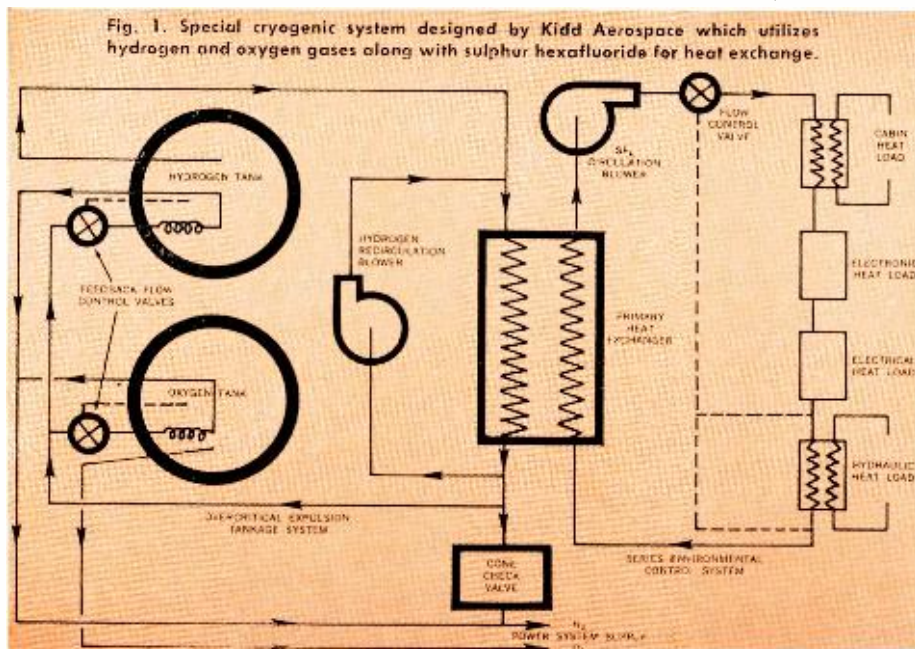 Fig. 1. Special cryogenic system designed by Kidd Aerospace which utilizes
hydrogen and oxygen gases along with sulphur hexafluoride for heat exchange.
HYDROGEN TANK
FEEDBACK FLOW
CONTROL VALVES
OXYGEN TANK
OVERCRITICAL EXPULSION
TANKAGE SYSTEM
HYDROGEN
RECIRCULATION
BLOWER
SF6
CIRCULATION
BLOWER
FLOW
CONTROL
VALVE
PRIMARY
HEAT
EXCHANGER
CABIN
HEAT
LOAD
ELECTRONIC
HEAT LOAD
ELECTRICAL
HEAT LOAD
HYDRAULIC
HEAT LOAD
SERIES ENVIRONMENTAL
CONTROL SYSTEM
CONE
CHECK
VALVE
H2
POWER SYSTEM SUPPLY